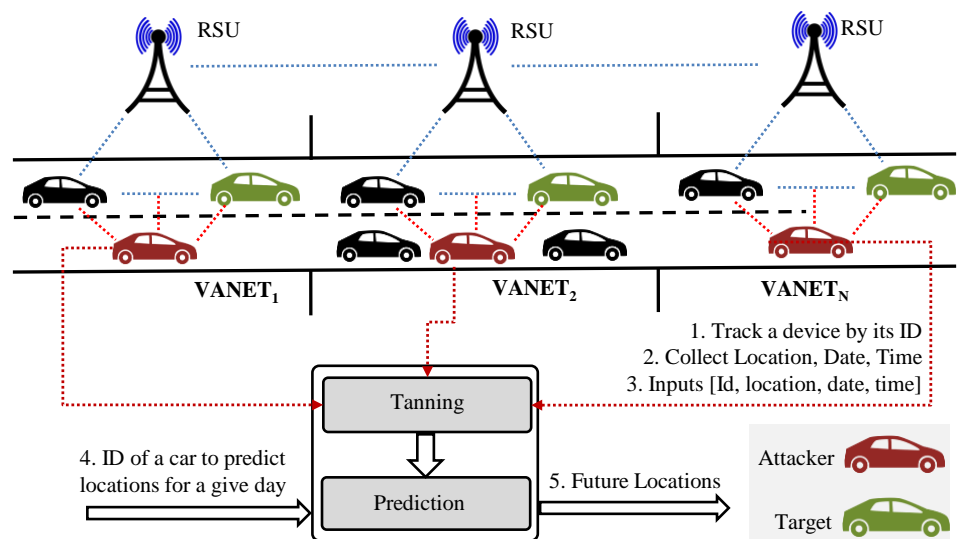 RSU
RSU
RSU
VANET1
VANET2
VANETN
1. Track a device by its ID
2. Collect Location, Date, Time
3. Inputs [Id, location, date, time]
Tanning
4. ID of a car to predict
locations for a give day
Prediction
5. Future Locations
Attacker
Target